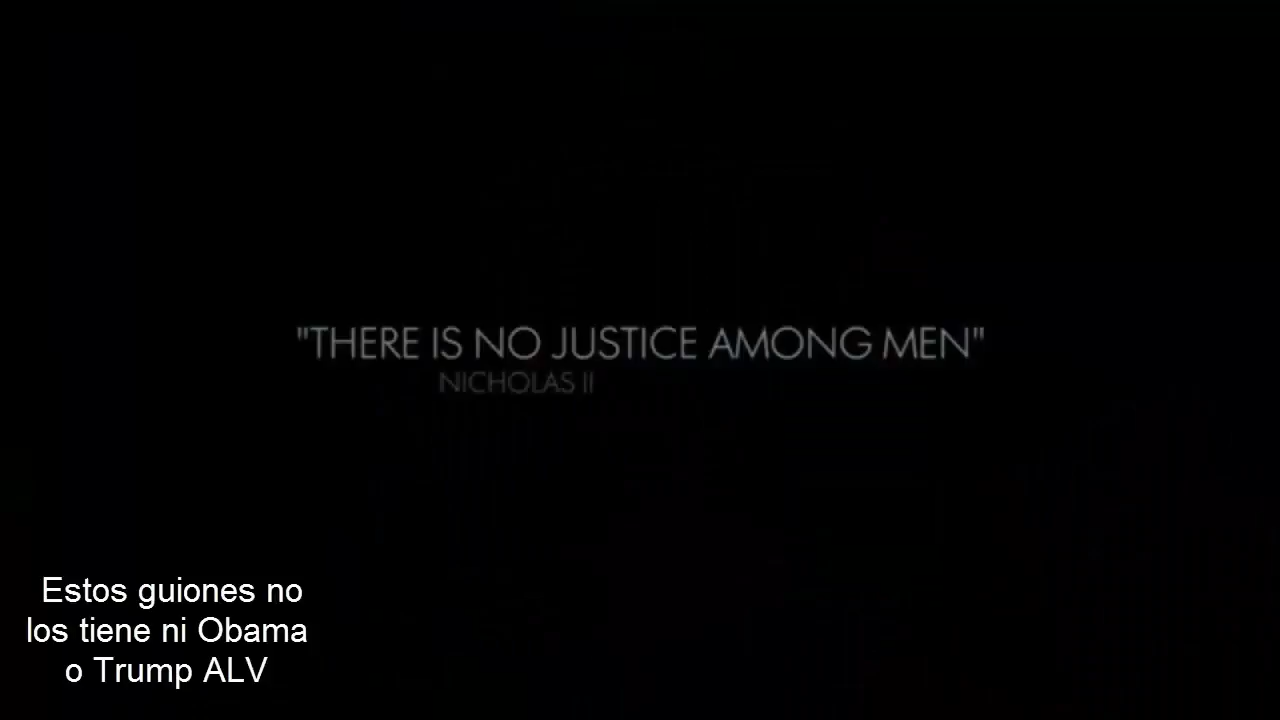 "THERE IS NO JUSTICE AMONG MEN"
NICHOLAS II
Estos guiones no
los tiene ni Obama
o Trump ALV